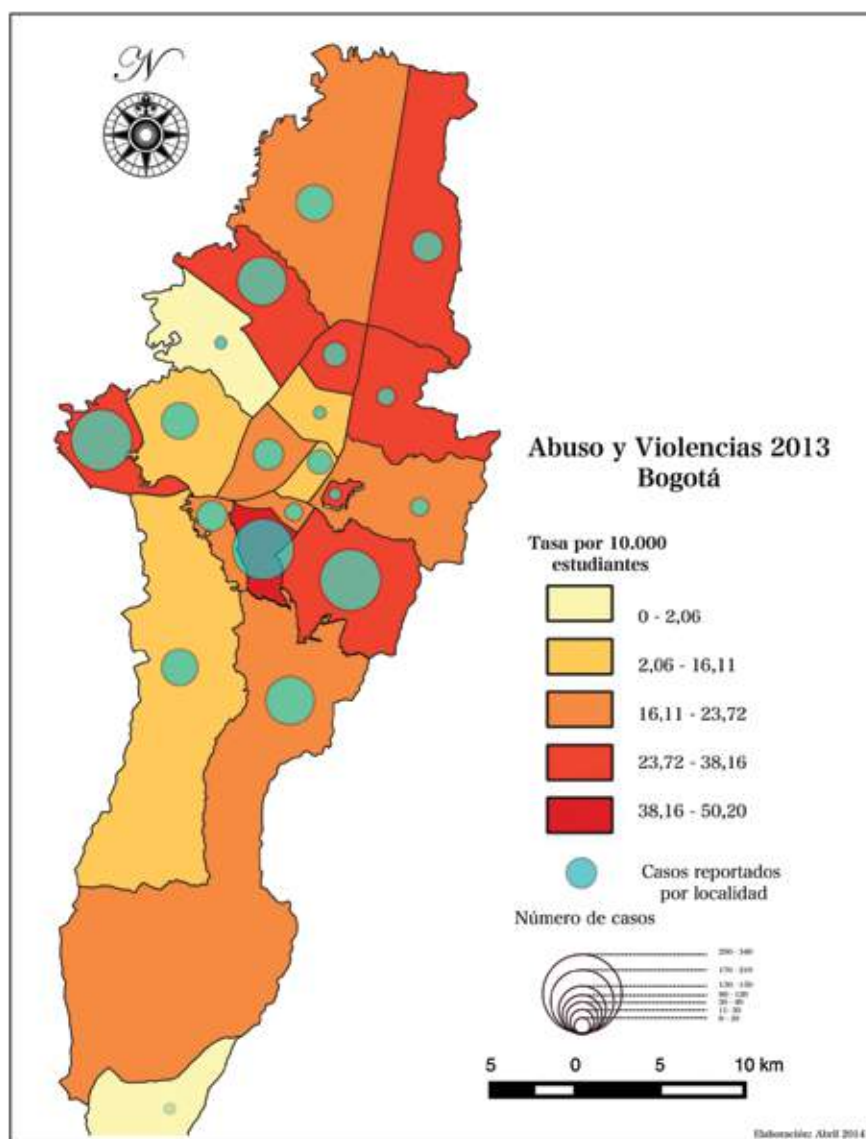 N
Abuso y Violencias 2013
Bogotá
Tasa por 10.000
estudiantes
0 - 2,06
2,06 - 16,11
16,11 - 23,72
23,72 - 38,16
38,16 - 50,20
Casos reportados
por localidad
Número de casos
5 0 10 km
Elaboración: Abril 2014